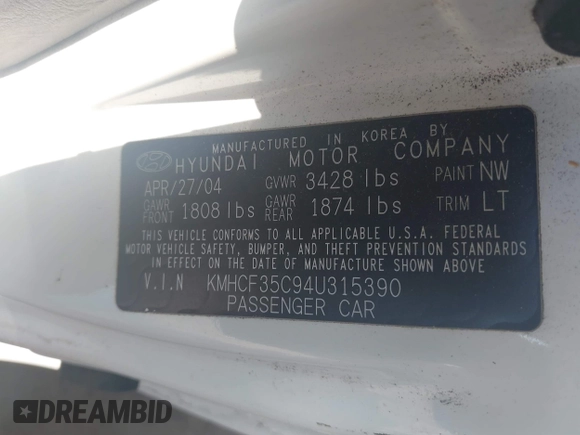 MANUFACTURED IN KOREA BY
HYUNDAI MOTOR COMPANY
APR/27/04 GVWR 3428 lbs PAINT NW
GAWR FRONT 1808 lbs GAWR REAR 1874 lbs TRIM LT
THIS VEHICLE CONFORMS TO ALL APPLICABLE U.S.A. FEDERAL
MOTOR VEHICLE SAFETY, BUMPER, AND THEFT PREVENTION STANDARDS
IN EFFECT ON THE DATE OF MANUFACTURE SHOWN ABOVE
V.I.N KMHCF35C94U315390
PASSENGER CAR
DREAMBID